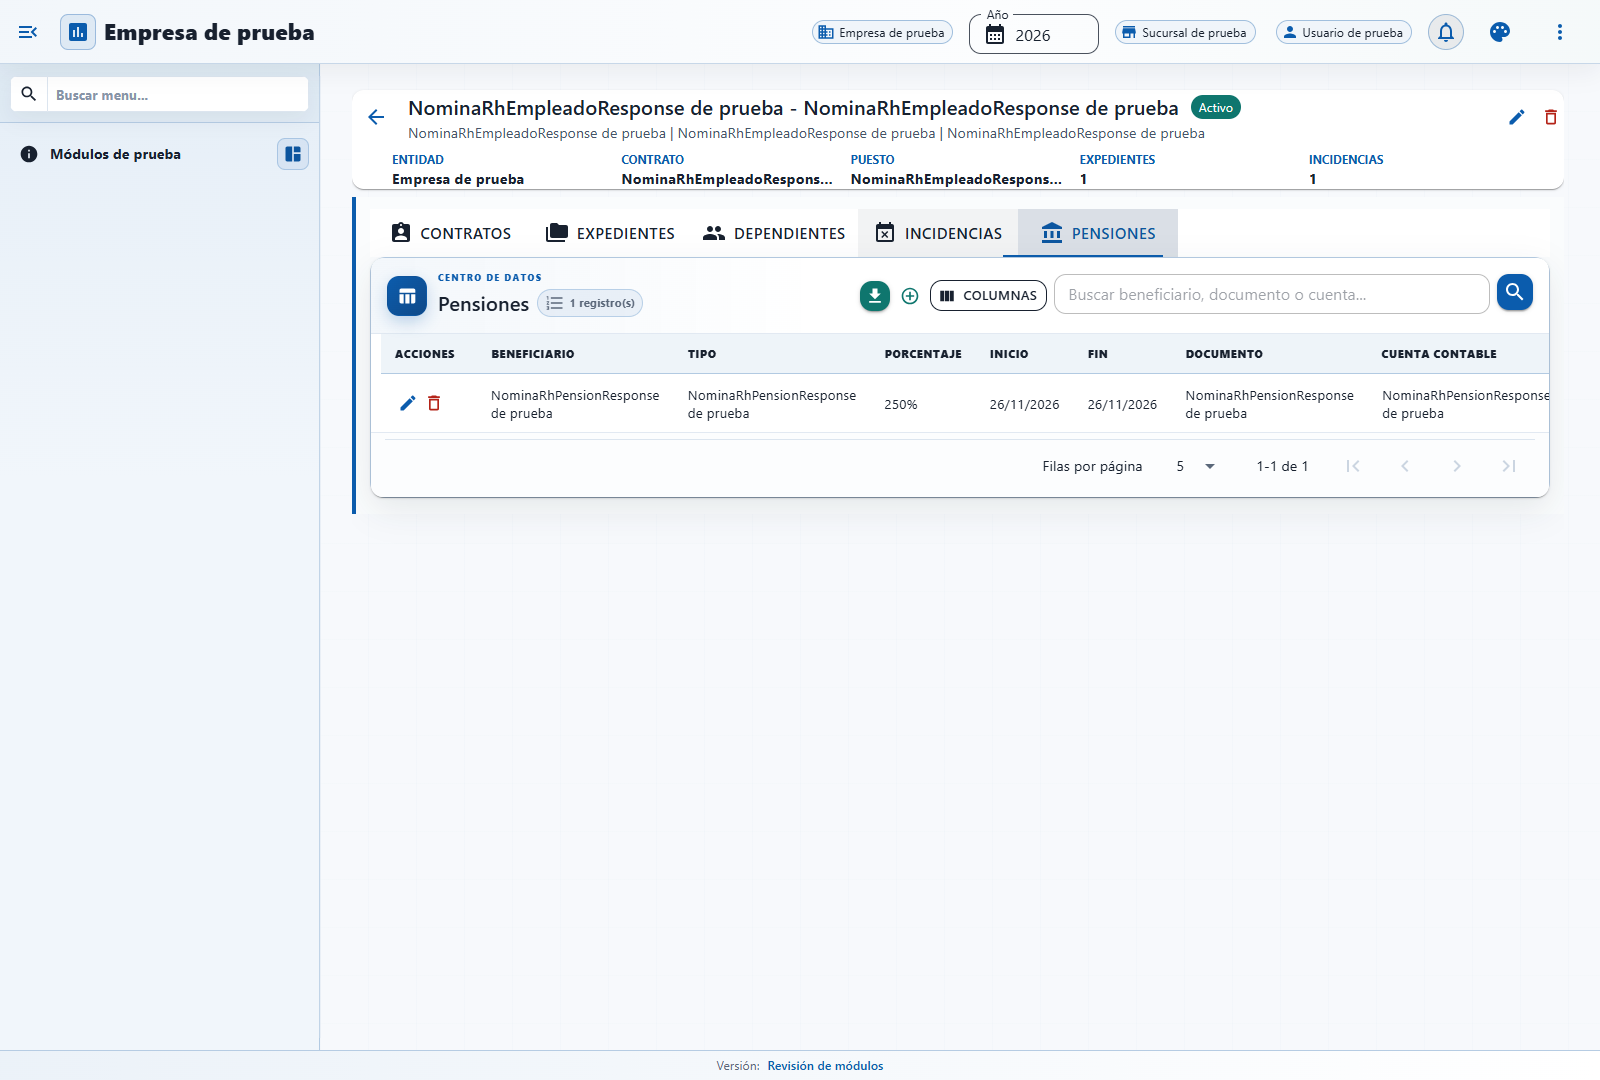 Empresa de prueba
Empresa de prueba
Año
2026
Sucursal de prueba
Usuario de prueba
Buscar menu...
Módulos de prueba
NominaRhEmpleadoResponse de prueba - NominaRhEmpleadoResponse de prueba
Activo
NominaRhEmpleadoResponse de prueba | NominaRhEmpleadoResponse de prueba | NominaRhEmpleadoResponse de prueba
ENTIDAD
Empresa de prueba
CONTRATO
NominaRhEmpleadoRespons...
PUESTO
NominaRhEmpleadoRespons...
EXPEDIENTES
1
INCIDENCIAS
1
CONTRATOS
EXPEDIENTES
DEPENDIENTES
INCIDENCIAS
PENSIONES
CENTRO DE DATOS
Pensiones
1 registro(s)
COLUMNAS
Buscar beneficiario, documento o cuenta...
ACCIONES BENEFICIARIO TIPO PORCENTAJE INICIO FIN DOCUMENTO CUENTA CONTABLE
NominaRhPensionResponse
de prueba
NominaRhPensionResponse
de prueba
250%
26/11/2026
26/11/2026
NominaRhPensionResponse
de prueba
NominaRhPensionResponse
de prueba
Filas por página
5
1-1 de 1
Versión: Revisión de módulos